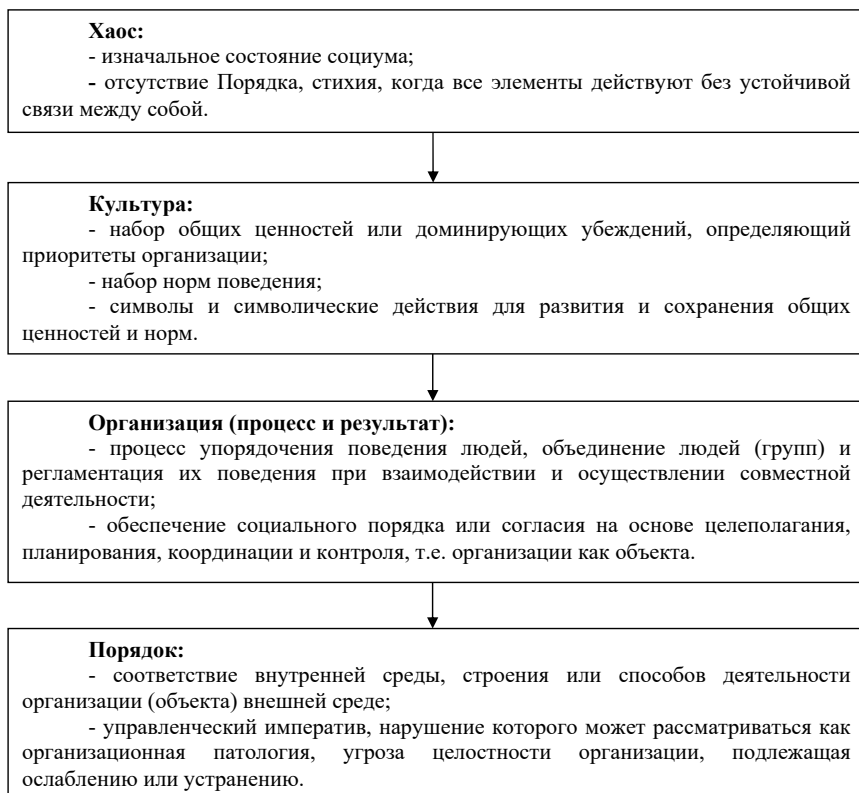 Хаос:
- изначальное состояние социума;
- отсутствие Порядка, стихия, когда все элементы действуют без устойчивой
связи между собой.
Культура:
- набор общих ценностей или доминирующих убеждений, определяющий
приоритеты организации;
- набор норм поведения;
- символы и символические действия для развития и сохранения общих
ценностей и норм.
Организация (процесс и результат):
- процесс упорядочения поведения людей, объединение людей (групп) и
регламентация их поведения при взаимодействии и осуществлении совместной
деятельности;
- обеспечение социального порядка или согласия на основе целеполагания,
планирования, координации и контроля, т.е. организации как объекта.
Порядок:
- соответствие внутренней среды, строения или способов деятельности
организации (объекта) внешней среде;
- управленческий императив, нарушение которого может рассматриваться как
организационная патология, угроза целостности организации, подлежащая
ослаблению или устранению.